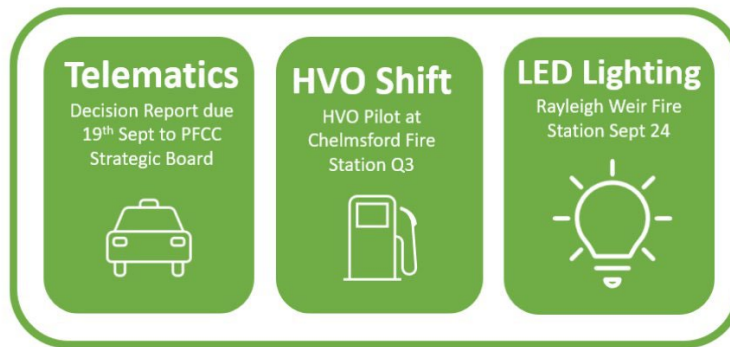 Telematics
Decision Report due
19th Sept to PFCC
Strategic Board
HVO Shift
HVO Pilot at
Chelmsford Fire
Station Q3
LED Lighting
Rayleigh Weir Fire
Station Sept 24